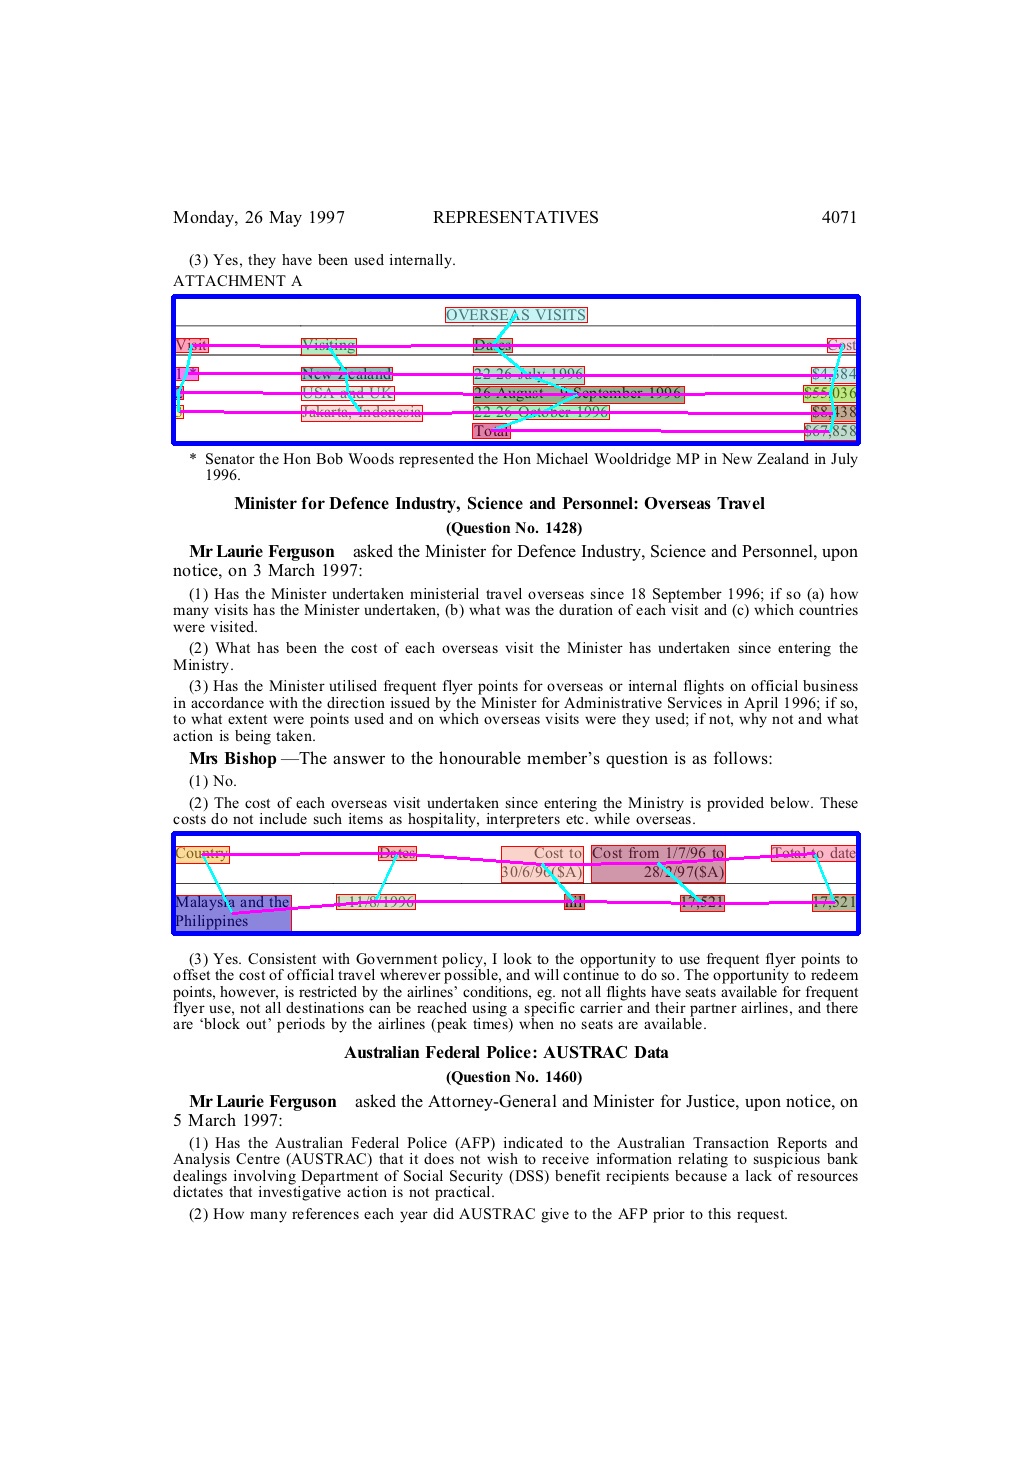 Monday, 26 May 1997 REPRESENTATIVES 4071
(3) Yes, they have been used internally.
ATTACHMENT A
OVERSEAS VISITS
Visit Visiting Dates Cost
1 * New Zealand 22-26 July 1996 $4,384
USA and UK 26 August September 1996 $55,036
Jakarta, Indonesia 22-26 October 1996 $8,438
Total $67,858
* Senator the Hon Bob Woods represented the Hon Michael Wooldridge MP in New Zealand in July
1996.
Minister for Defence Industry, Science and Personnel: Overseas Travel
(Question No. 1428)
Mr Laurie Ferguson asked the Minister for Defence Industry, Science and Personnel, upon
notice, on 3 March 1997:
(1) Has the Minister undertaken ministerial travel overseas since 18 September 1996; if so (a) how
many visits has the Minister undertaken, (b) what was the duration of each visit and (c) which countries
were visited.
(2) What has been the cost of each overseas visit the Minister has undertaken since entering the
Ministry.
(3) Has the Minister utilised frequent flyer points for overseas or internal flights on official business
in accordance with the direction issued by the Minister for Administrative Services in April 1996; if so,
to what extent were points used and on which overseas visits were they used; if not, why not and what
action is being taken.
Mrs Bishop —The answer to the honourable member's question is as follows:
(1) No.
(2) The cost of each overseas visit undertaken since entering the Ministry is provided below. These
costs do not include such items as hospitality, interpreters etc. while overseas.
Country Dates Cost to Cost from 1/7/96 to Total to date
30/6/96($A) 28/2/97($A)
Malaysia and the 1-11/8/1996 nil 17,521 17,521
Philippines
(3) Yes. Consistent with Government policy, I look to the opportunity to use frequent flyer points to
offset the cost of official travel wherever possible, and will continue to do so. The opportunity to redeem
points, however, is restricted by the airlines' conditions, eg. not all flights have seats available for frequent
flyer use, not all destinations can be reached using a specific carrier and their partner airlines, and there
are ‘block out’ periods by the airlines (peak times) when no seats are available.
Australian Federal Police: AUSTRAC Data
(Question No. 1460)
Mr Laurie Ferguson asked the Attorney-General and Minister for Justice, upon notice, on
5 March 1997:
(1) Has the Australian Federal Police (AFP) indicated to the Australian Transaction Reports and
Analysis Centre (AUSTRAC) that it does not wish to receive information relating to suspicious bank
dealings involving Department of Social Security (DSS) benefit recipients because a lack of resources
dictates that investigative action is not practical.
(2) How many references each year did AUSTRAC give to the AFP prior to this request.